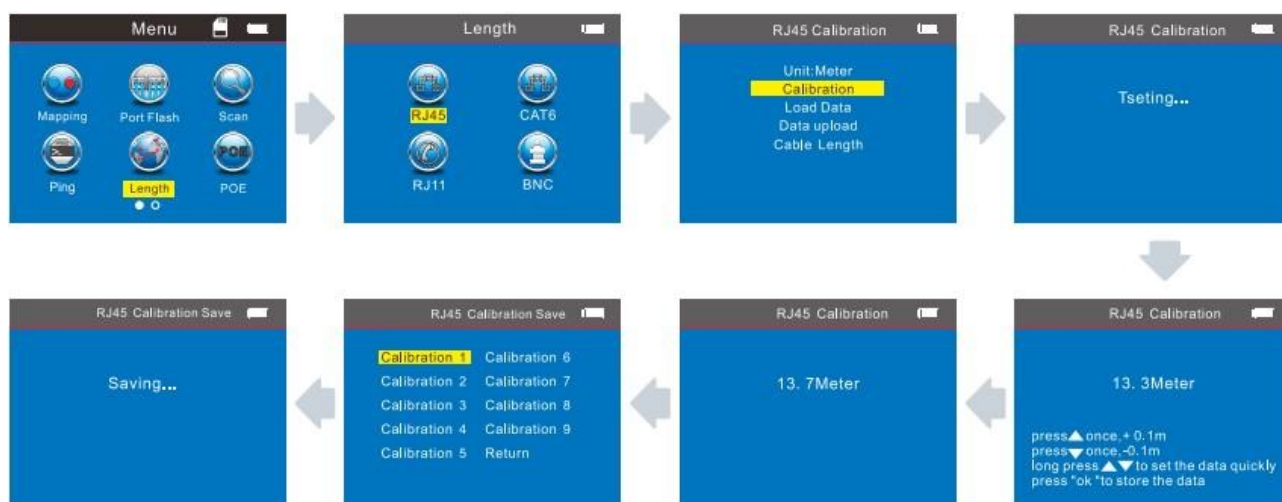 Menu
Mapping Port Flash Scan
Ping Length POE
POE
Length
RJ45 CAT6
RJ11 BNC
RJ45 Calibration
Unit:Meter
Calibration
Load Data
Data upload
Cable Length
RJ45 Calibration
Tseting...
RJ45 Calibration
13. 3Meter
press▲once,+ 0.1m
press▼once,-0.1m
long press▲▼to set the data quickly
press "ok "to store the data
RJ45 Calibration
13. 7Meter
RJ45 Calibration Save
Calibration 1 Calibration 6
Calibration 2 Calibration 7
Calibration 3 Calibration 8
Calibration 4 Calibration 9
Calibration 5 Return
RJ45 Calibration Save
Saving...